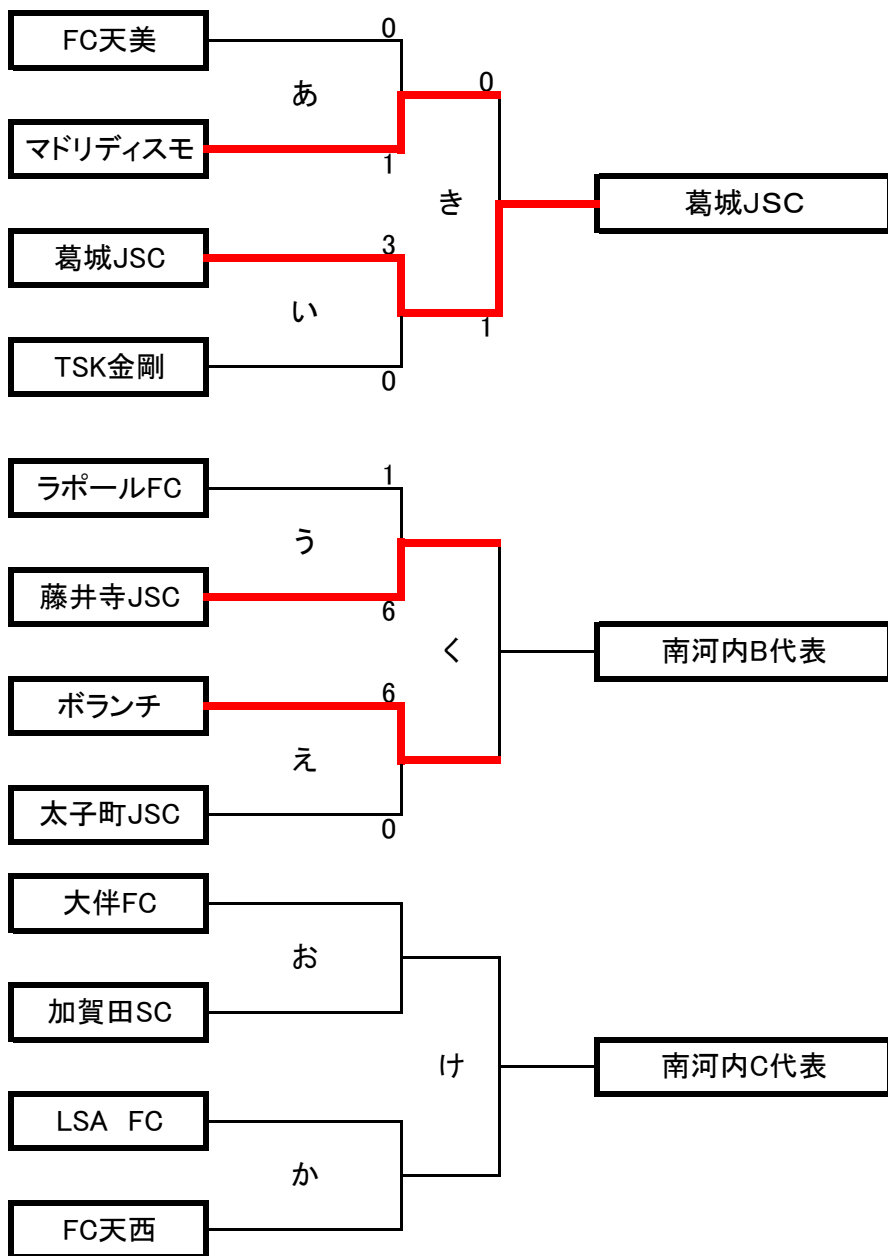 FC天美
0
あ
0
マドリディスモ
1
き
葛城JSC
葛城JSC
3
い
1
TSK金剛
0
ラポールFC
1
う
藤井寺JSC
6
く
南河内B代表
ボランチ
6
え
太子町JSC
0
大伴FC
お
加賀田SC
け
南河内C代表
LSA　FC
か
FC天西